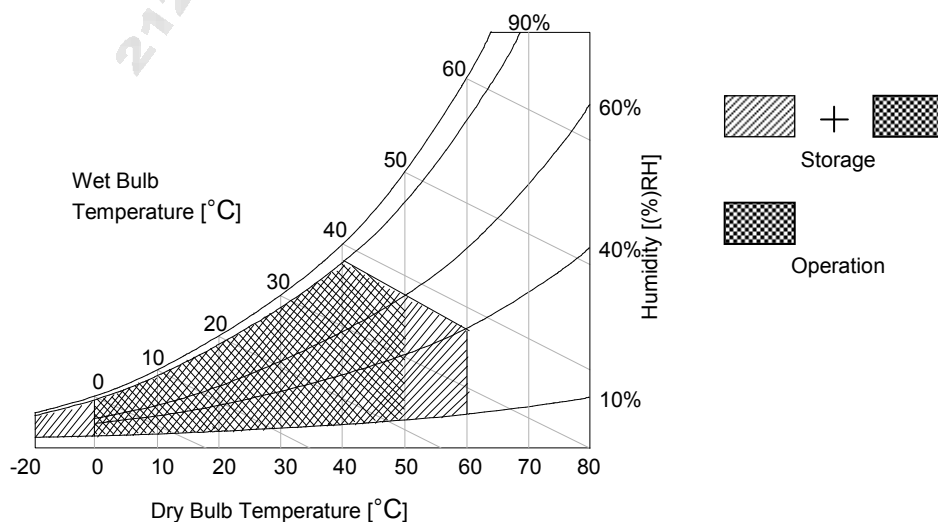 212
90%
60
60%
50
Wet Bulb
Temperature [°C]
Storage
40
40%
Humidity [(%)RH]
30
20
Operation
10
0
10%
-20 0 10 20 30 40 50 60 70 80
Dry Bulb Temperature [°C]